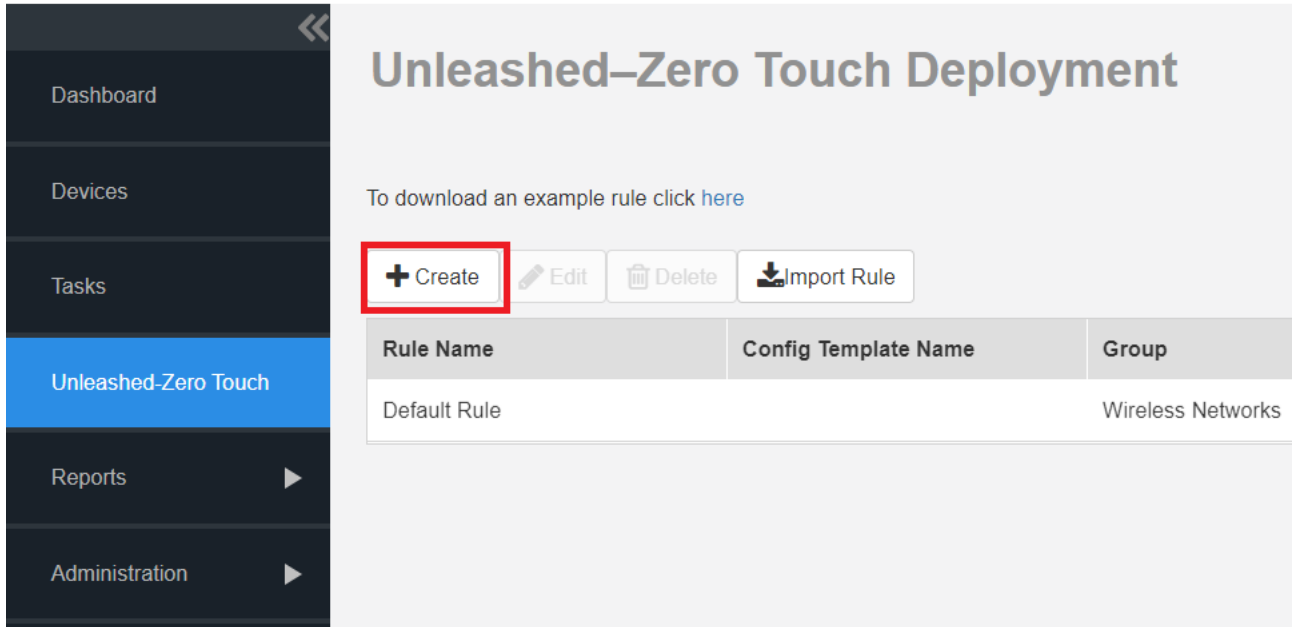 Dashboard
Devices
Tasks
Unleashed-Zero Touch
Reports
Administration
Unleashed–Zero Touch Deployment
To download an example rule click here
Create Edit Delete Import Rule
Rule Name Config Template Name Group
Default Rule Wireless Networks